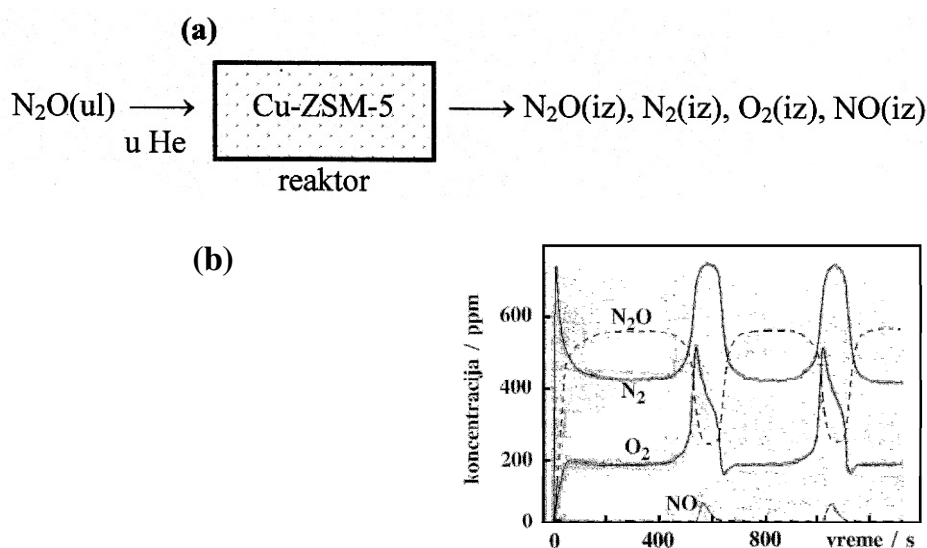 (a)
N₂O(ul) → Cu-ZSM-5 → N₂O(iz), N₂(iz), O₂(iz), NO(iz)
u He
reaktor
(b)
koncentracija / ppm
600
400
200
0
N₂O
N₂
O₂
NO
0 400 800 vreme / s